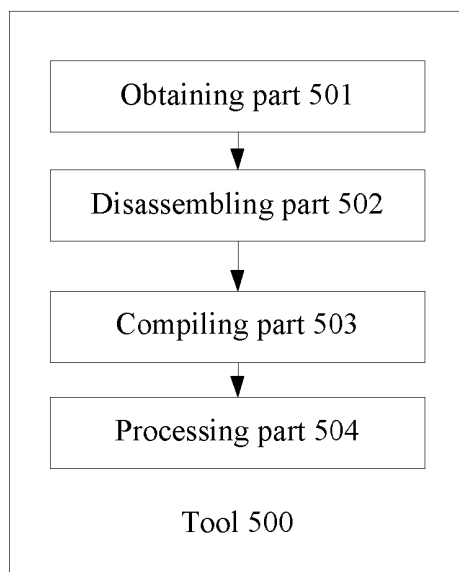 Obtaining part 501
Disassembling part 502
Compiling part 503
Processing part 504
Tool 500